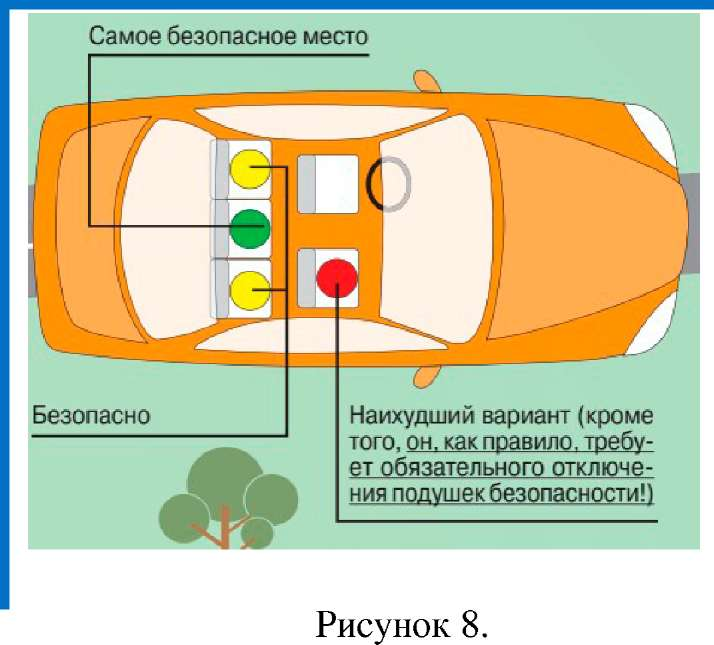 Самое безопасное место
Безопасно
Наихудший вариант (кроме
того, он, как правило, требу-
ет обязательного отключе-
ния подушек безопасности!)
Рисунок 8.